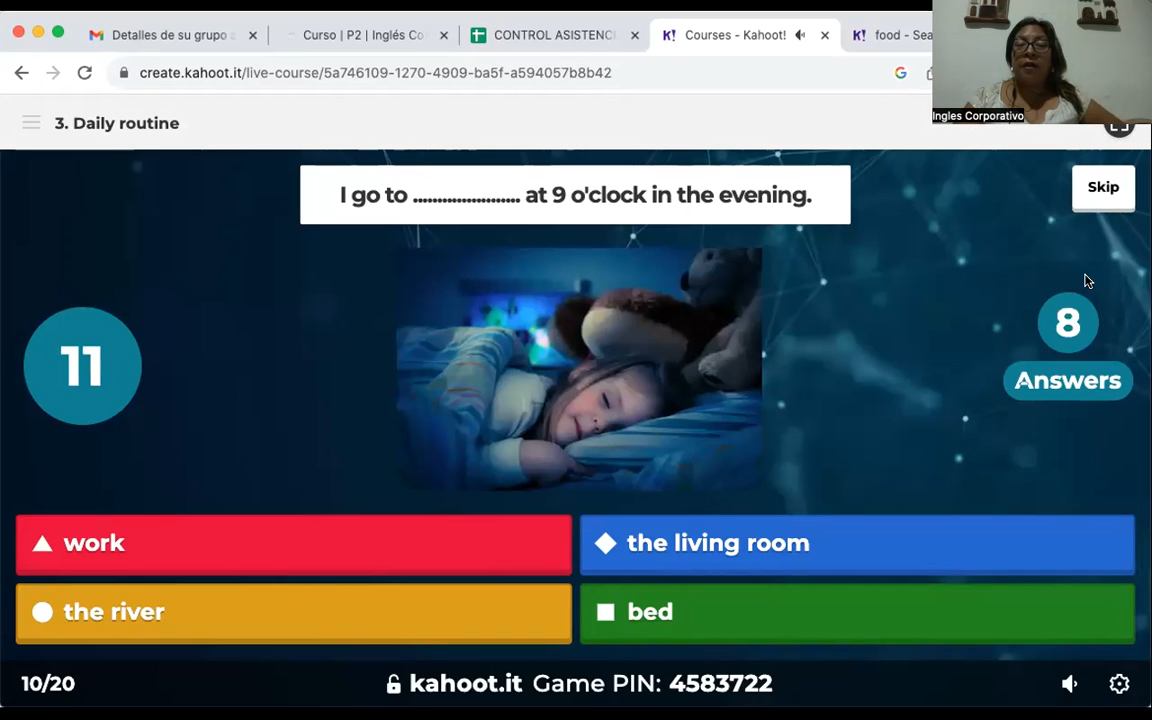 Detalles de su grupo
Curso | P2 | Inglés Co
CONTROL ASISTENC
K! Courses - Kahoot!
K! food - Sea
create.kahoot.it/live-course/5a746109-1270-4909-ba5f-a594057b8b42
G
Ingles Corporativo
3. Daily routine
I go to ...................... at 9 o'clock in the evening.
Skip
11
8
Answers
work
the living room
the river
bed
10/20
kahoot.it Game PIN: 4583722